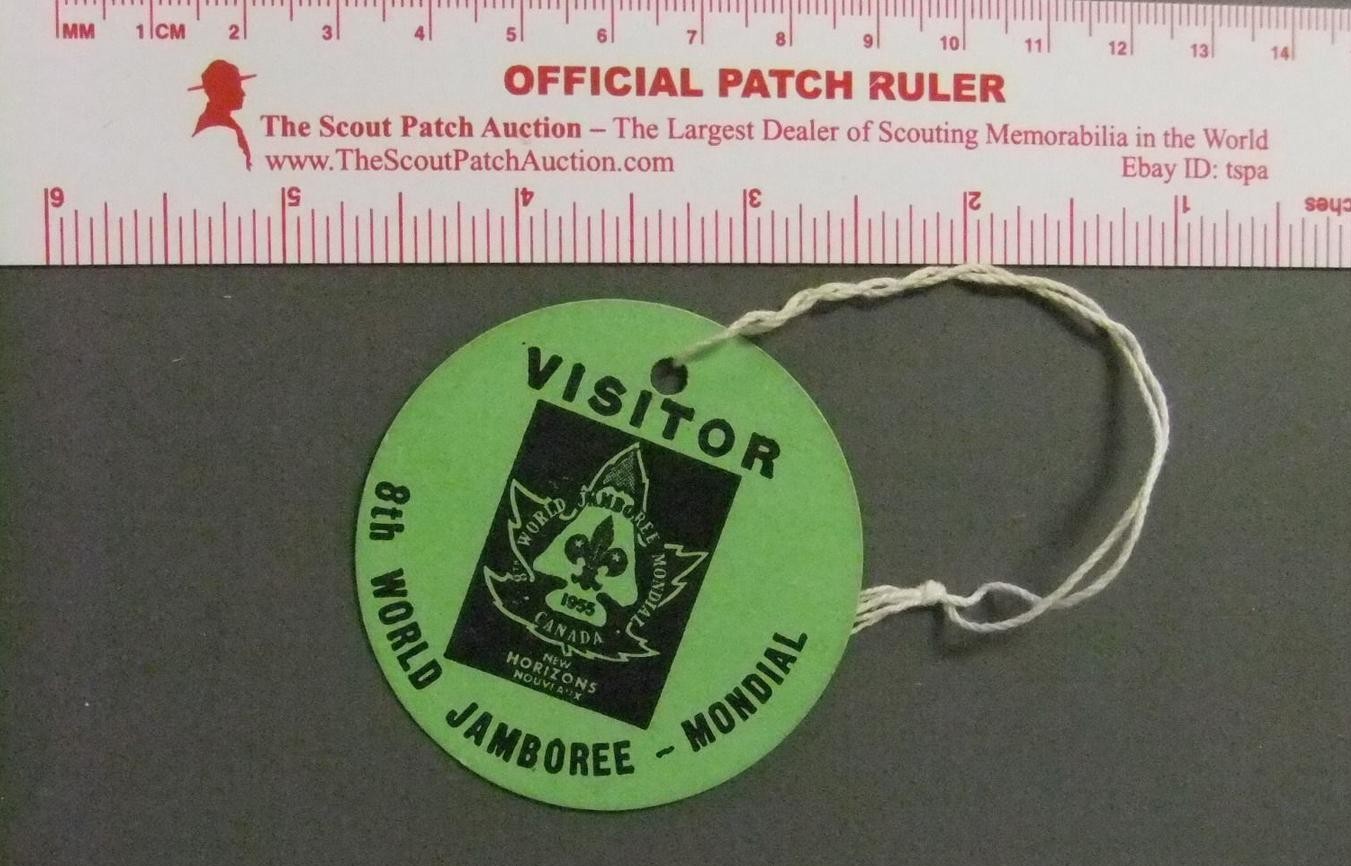 MM 1 CM 2 3 4 5 6 7 8 9 10 11 12 13 14
OFFICIAL PATCH RULER
The Scout Patch Auction – The Largest Dealer of Scouting Memorabilia in the World
www.TheScoutPatchAuction.com Ebay ID: tspa
6 5 4 3 2 1 ches
VISITOR
8th WORLD JAMBOREE MONDIAL
1955
CANADA
NEW
HORIZONS
NOUVEAUX
8th WORLD JAMBOREE ~ MONDIAL